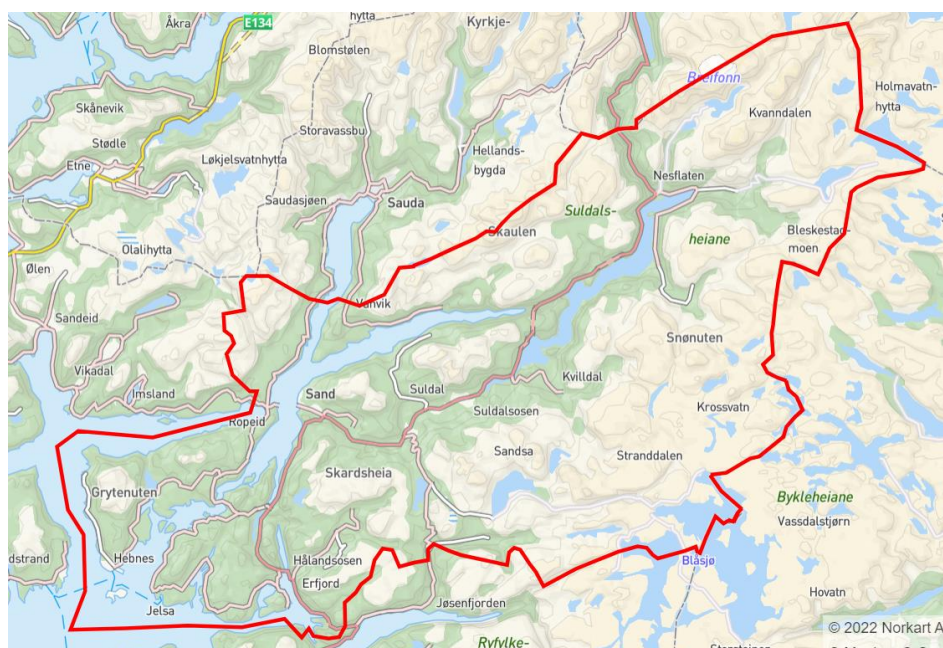 Åkra
E134
hytta
Kyrkje-
Blomstølen
Breifonn
Holmavatn-
hytta
Kvanndalen
Skånevik
Stødle
Etne
Storavassbu
Løkjelsvatnhytta
Hellands-
bygda
Nesflaten
Saudasjøen
Sauda
Suldals-
heiane
Skaulen
Bleskestad-
moen
Olalihytta
Ølen
Vanvik
Sandeid
Snønuten
Vikadal
Imsland
Sand
Suldal
Kvilldal
Krossvatn
Ropeid
Suldalsosen
Sandsa
Stranddalen
Skardsheia
Grytenuten
Bykleheiane
Vassdalstjørn
Hebnes
dstrand
Hålandsosen
Erfjord
Blåsjø
Hovatn
Jelsa
Jøsenfjorden
Ryfylke-
© 2022 Norkart A